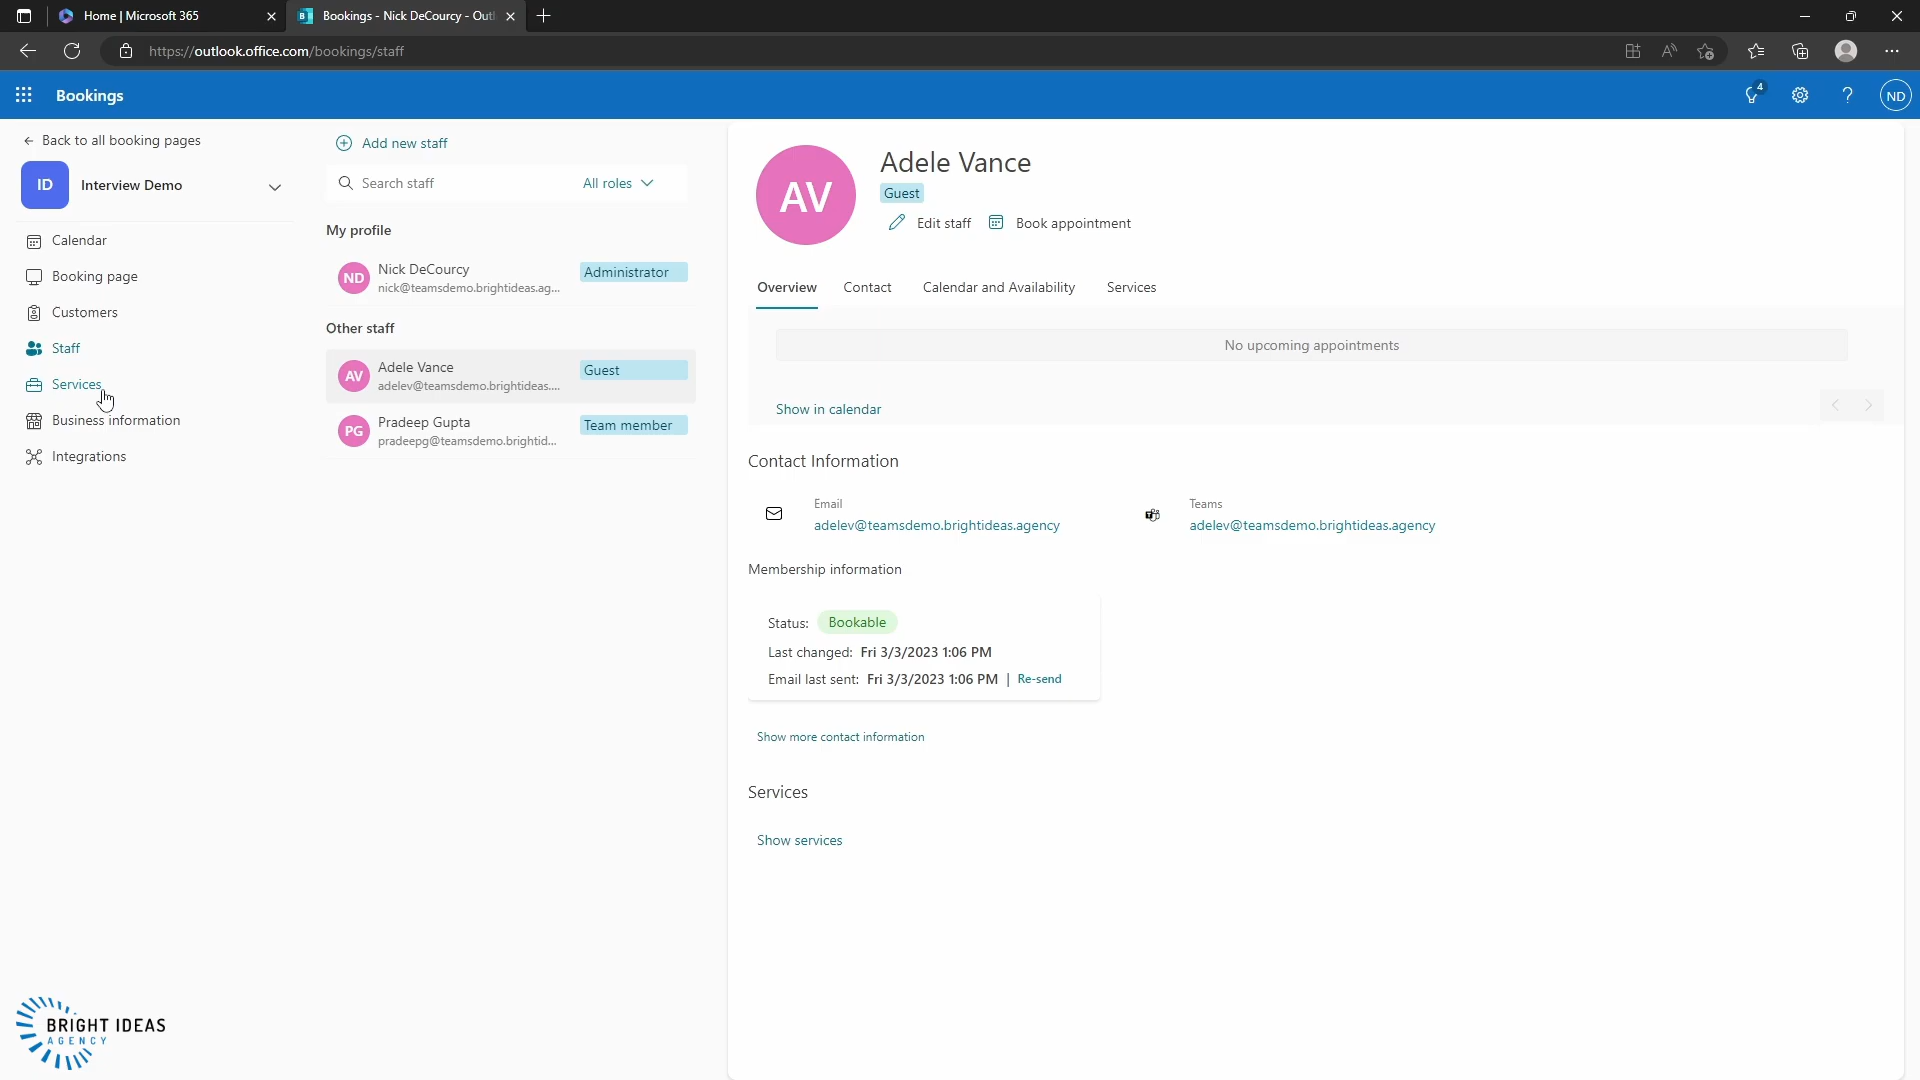 Home | Microsoft 365
Bookings - Nick DeCourcy - Outl
https://outlook.office.com/bookings/staff
Bookings
4
ND
Back to all booking pages
ID
Interview Demo
Calendar
Booking page
Customers
Staff
Services
Business information
Integrations
Add new staff
Search staff
All roles
My profile
ND
Nick DeCourcy
Administrator
nick@teamsdemo.brightideas.ag...
Other staff
AV
Adele Vance
Guest
adelev@teamsdemo.brightideas....
PG
Pradeep Gupta
Team member
pradeepg@teamsdemo.brightid...
AV
Adele Vance
Guest
Edit staff
Book appointment
Overview
Contact
Calendar and Availability
Services
No upcoming appointments
Show in calendar
Contact Information
Email
adelev@teamsdemo.brightideas.agency
Teams
adelev@teamsdemo.brightideas.agency
Membership information
Status: Bookable
Last changed: Fri 3/3/2023 1:06 PM
Email last sent: Fri 3/3/2023 1:06 PM | Re-send
Show more contact information
Services
Show services
BRIGHT IDEAS
AGENCY